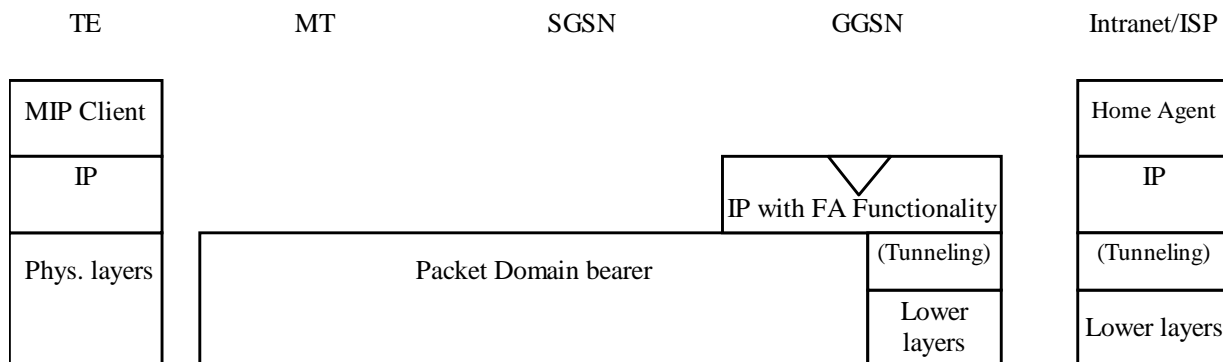 TE MT SGSN GGSN Intranet/ISP
MIP Client Home Agent
IP IP with FA Functionality IP
Phys. layers Packet Domain bearer (Tunneling) (Tunneling)
Lower layers Lower layers